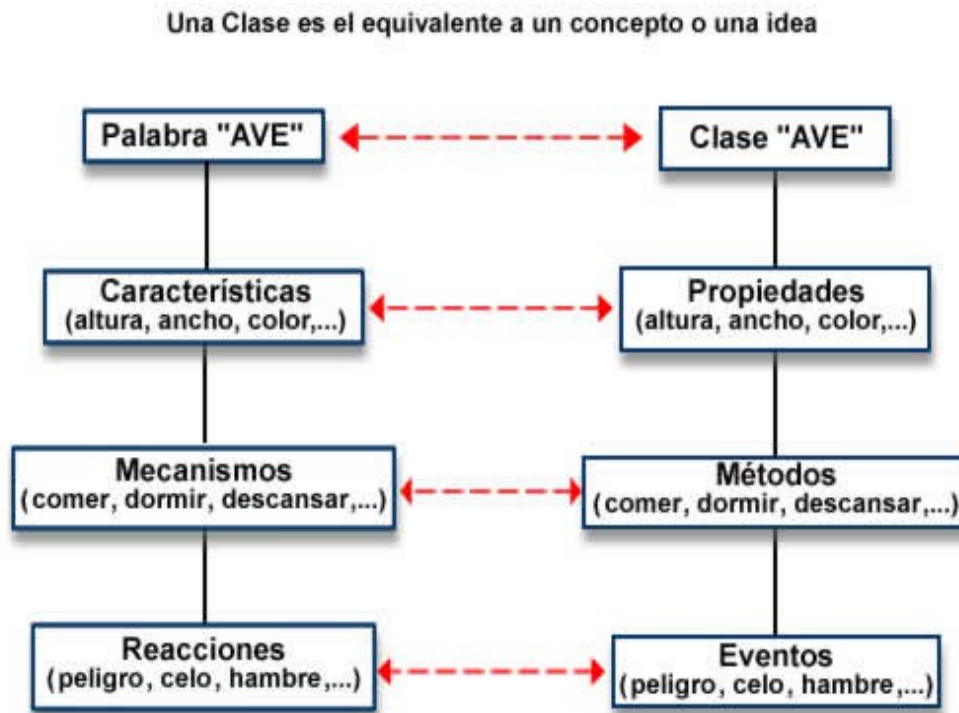 Una Clase es el equivalente a un concepto o una idea
Palabra "AVE"
Clase "AVE"
Características
(altura, ancho, color,...)
Propiedades
(altura, ancho, color,...)
Mecanismos
(comer, dormir, descansar,...)
Métodos
(comer, dormir, descansar,...)
Reacciones
(peligro, celo, hambre,...)
Eventos
(peligro, celo, hambre,...)